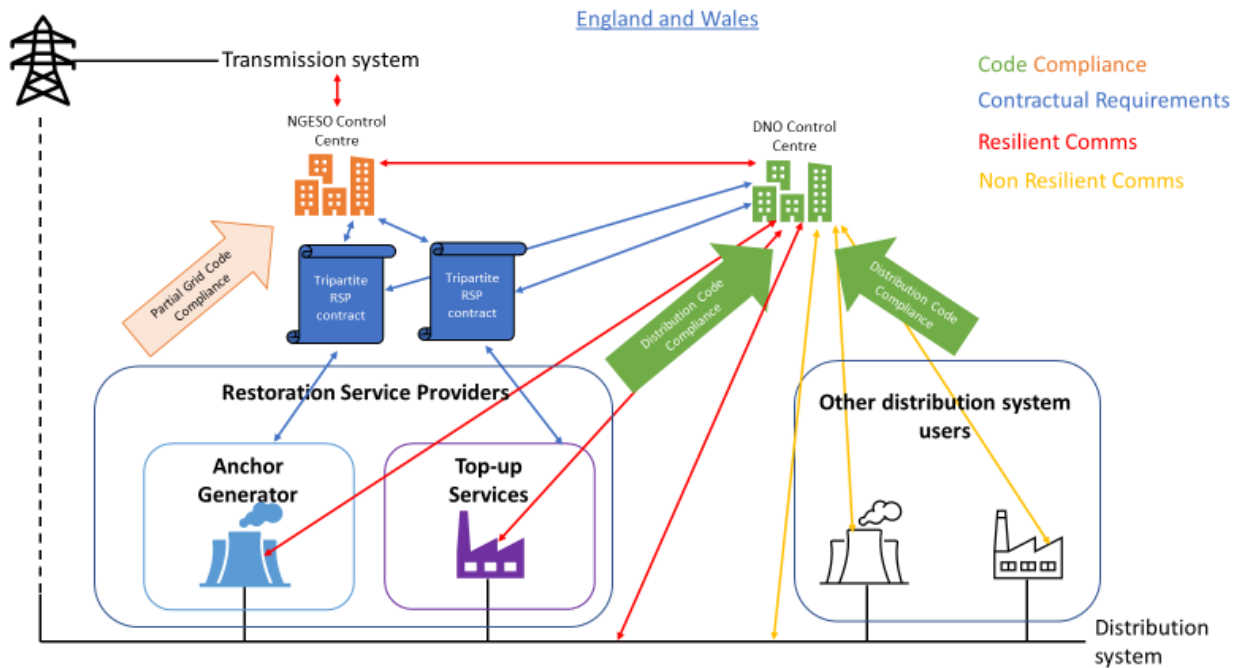 England and Wales
Transmission system
Code Compliance
Contractual Requirements
Resilient Comms
Non Resilient Comms
NGESO Control
Centre
DNO Control
Centre
Partial Grid Code
Compliance
Tripartite
RSP
contract
Tripartite
RSP
contract
Distribution Code
Compliance
Distribution Code
Compliance
Restoration Service Providers
Other distribution system
users
Anchor
Generator
Top-up
Services
Distribution
system